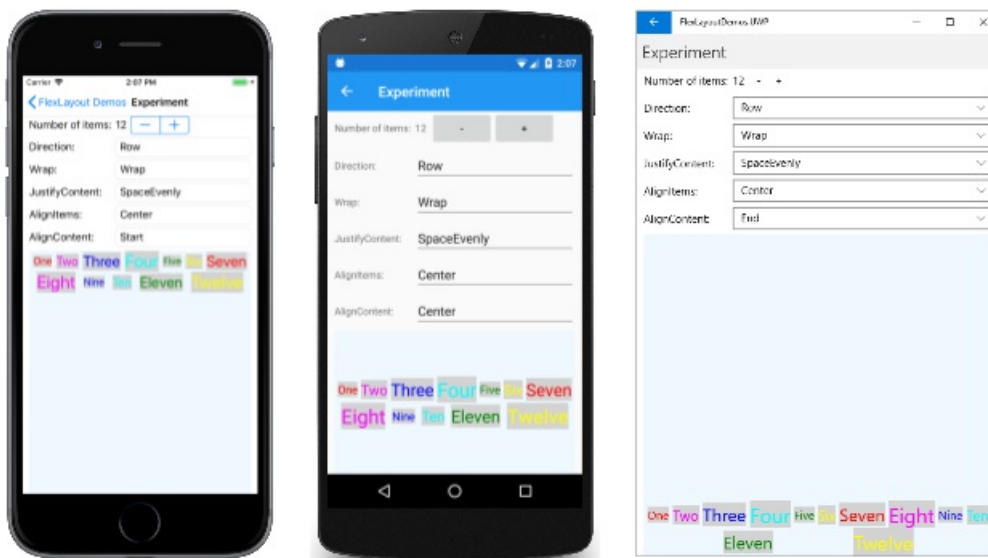 Carrier 2:07 PM
FlexLayout Demos Experiment
Number of items: 12 − +
Direction: Row
Wrap: Wrap
JustifyContent: SpaceEvenly
AlignItems: Center
AlignContent: Start
One Two Three Four Five Six Seven
Eight Nine Ten Eleven Twelve
2:07
Experiment
Number of items: 12 - +
Direction: Row
Wrap: Wrap
JustifyContent: SpaceEvenly
AlignItems: Center
AlignContent: Center
One Two Three Four Five Six Seven
Eight Nine Ten Eleven Twelve
FlexLayoutDemos.UWP
Experiment
Number of items: 12 - +
Direction: Row
Wrap: Wrap
JustifyContent: SpaceEvenly
AlignItems: Center
AlignContent: End
One Two Three Four Five Six Seven Eight Nine Ten
Eleven Twelve